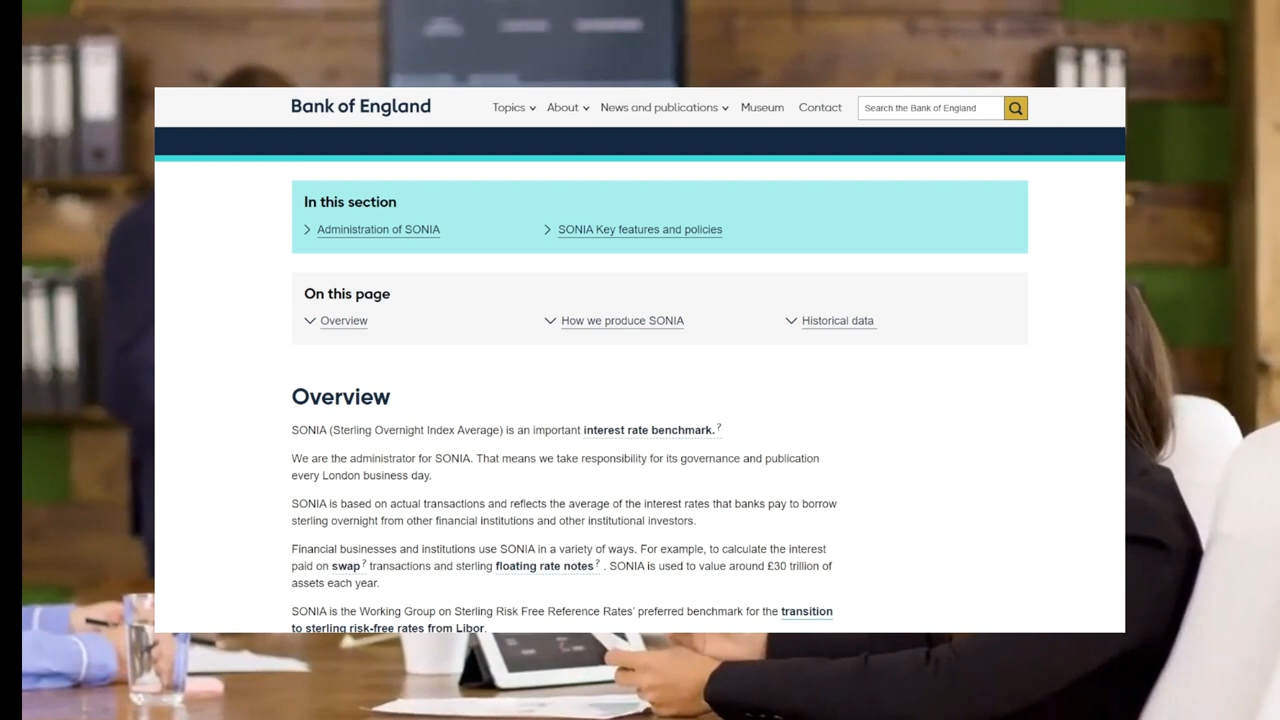 Bank of England
Topics About News and publications Museum Contact Search the Bank of England
In this section
Administration of SONIA SONIA Key features and policies
On this page
Overview How we produce SONIA Historical data
Overview
SONIA (Sterling Overnight Index Average) is an important interest rate benchmark.?
We are the administrator for SONIA. That means we take responsibility for its governance and publication
every London business day.
SONIA is based on actual transactions and reflects the average of the interest rates that banks pay to borrow
sterling overnight from other financial institutions and other institutional investors.
Financial businesses and institutions use SONIA in a variety of ways. For example, to calculate the interest
paid on swap? transactions and sterling floating rate notes? . SONIA is used to value around £30 trillion of
assets each year.
SONIA is the Working Group on Sterling Risk Free Reference Rates' preferred benchmark for the transition
to sterling risk-free rates from Libor.